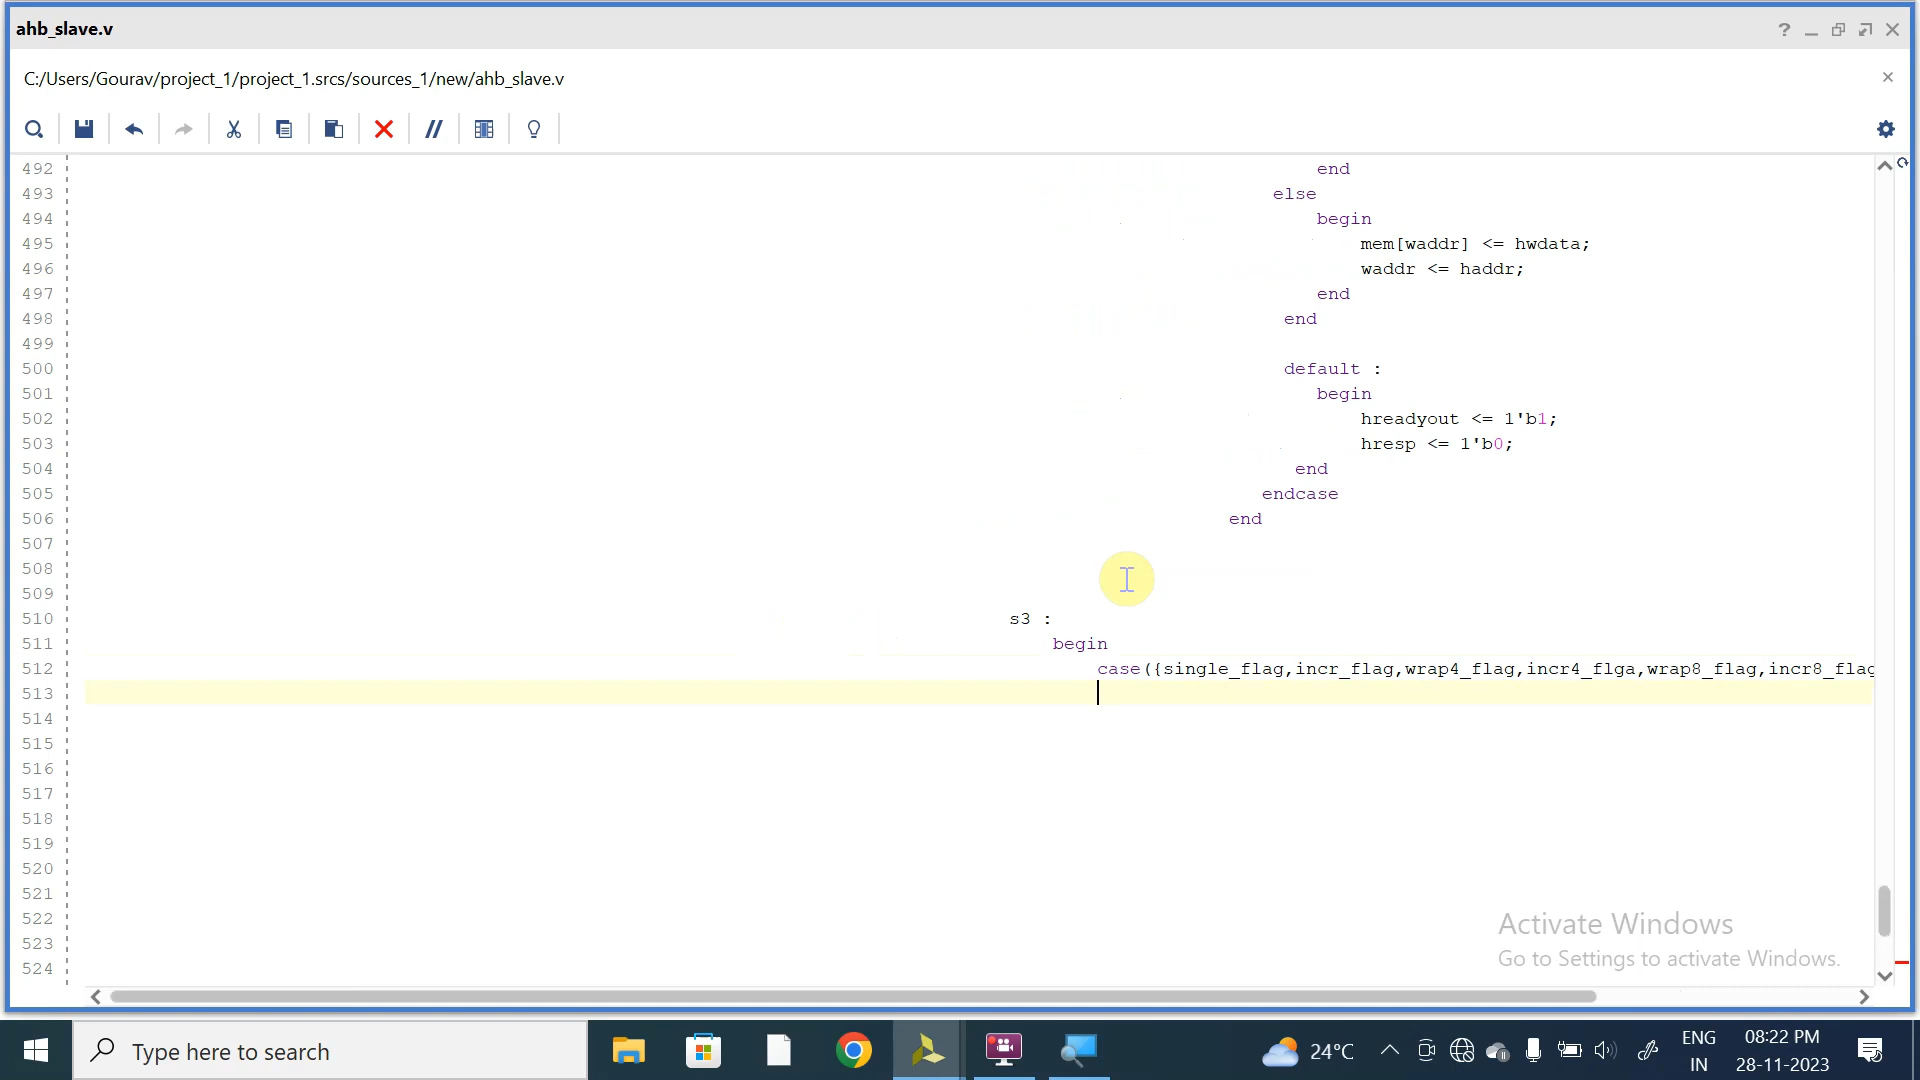 ahb_slave.v
C:/Users/Gourav/project_1/project_1.srcs/sources_1/new/ahb_slave.v
492 end
493 else
494 begin
495 mem[waddr] <= hwdata;
496 waddr <= haddr;
497 end
498 end
499
500 default :
501 begin
502 hreadyout <= 1'b1;
503 hresp <= 1'b0;
504 end
505 endcase
506 end
507
508
509
510 s3 :
511 begin
512 case({single_flag,incr_flag,wrap4_flag,incr4_flga,wrap8_flag,incr8_flag
513
514
515
516
517
518
519
520
521
522
523
524
Activate Windows
Go to Settings to activate Windows.
Type here to search
24°C
ENG
IN
08:22 PM
28-11-2023